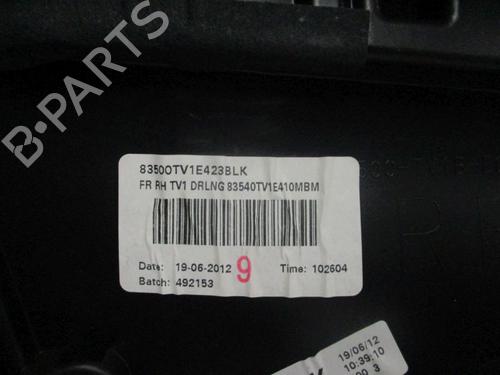 83500TV1E423BLK
FR RH TV1 DRLNG 83540TV1E410MBM
Date: 19-06-2012 9 Time: 102604
Batch: 492153
19/06/12
10:39:10
3
B-PARTS